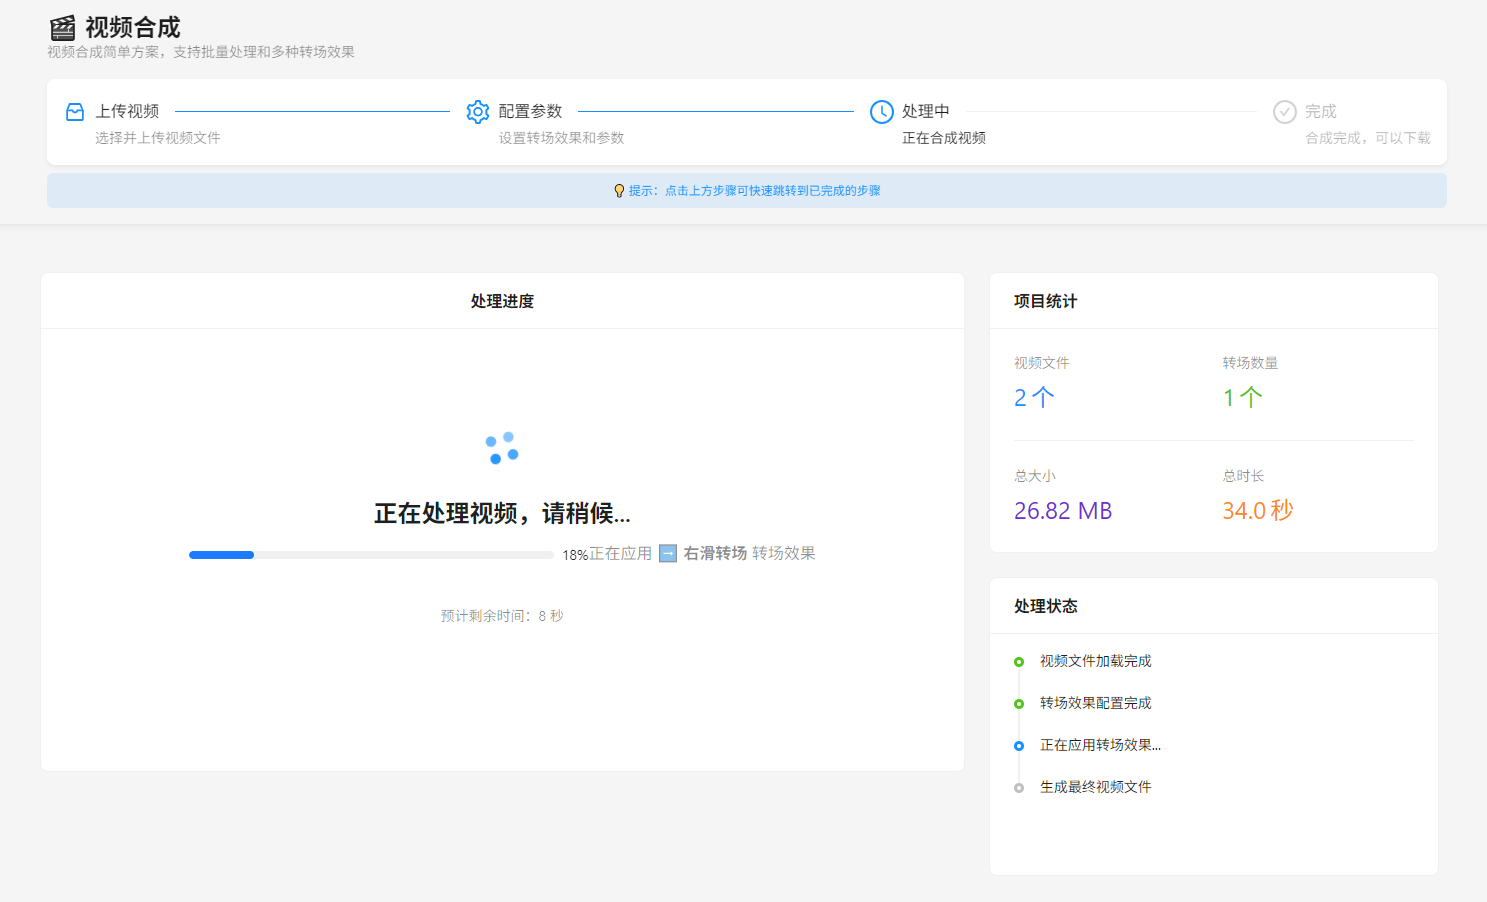 视频合成
视频合成简单方案，支持批量处理和多种转场效果
上传视频
选择并上传视频文件
配置参数
设置转场效果和参数
处理中
正在合成视频
完成
合成完成，可以下载
提示：点击上方步骤可快速跳转到已完成的步骤
处理进度
正在处理视频，请稍候...
18%正在应用 ➡️ 右滑转场 转场效果
预计剩余时间：8 秒
项目统计
视频文件
2 个
转场数量
1 个
总大小
26.82 MB
总时长
34.0 秒
处理状态
视频文件加载完成
转场效果配置完成
正在应用转场效果...
生成最终视频文件